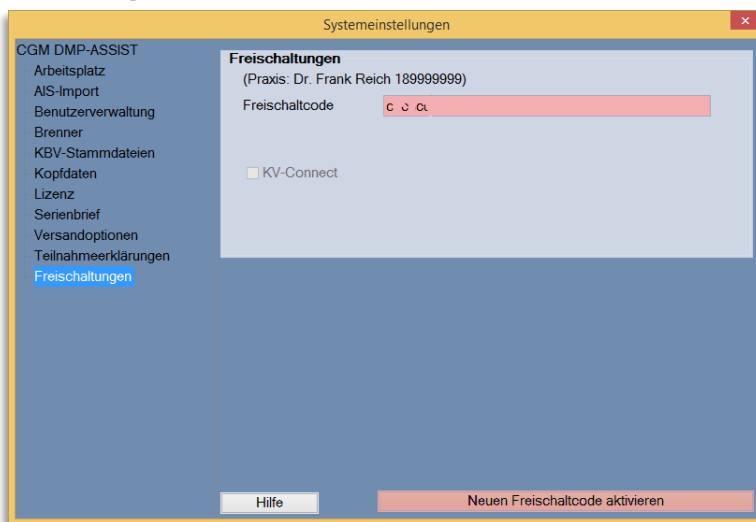 Systemeinstellungen
CGM DMP-ASSIST
Arbeitsplatz
AIS-Import
Benutzerverwaltung
Brenner
KBV-Stammdateien
Kopfdaten
Lizenz
Serienbrief
Versandoptionen
Teilnahmeerklärungen
Freischaltungen
Freischaltungen
(Praxis: Dr. Frank Reich 189999999)
Freischaltcode
KV-Connect
Hilfe
Neuen Freischaltcode aktivieren